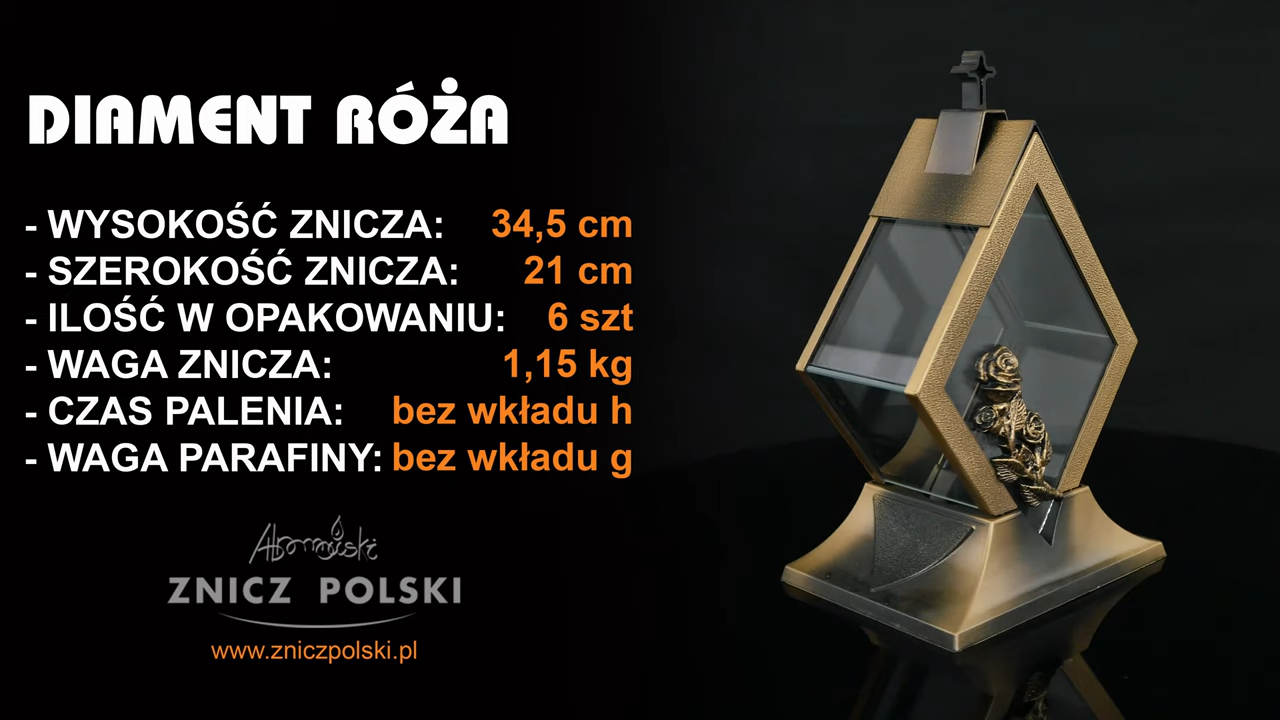 DIAMENT RÓŻA
- WYSOKOŚĆ ZNICZA: 34,5 cm
- SZEROKOŚĆ ZNICZA: 21 cm
- ILOŚĆ W OPAKOWANIU: 6 szt
- WAGA ZNICZA: 1,15 kg
- CZAS PALENIA: bez wkładu h
- WAGA PARAFINY: bez wkładu g
ZNICZ POLSKI
www.zniczpolski.pl